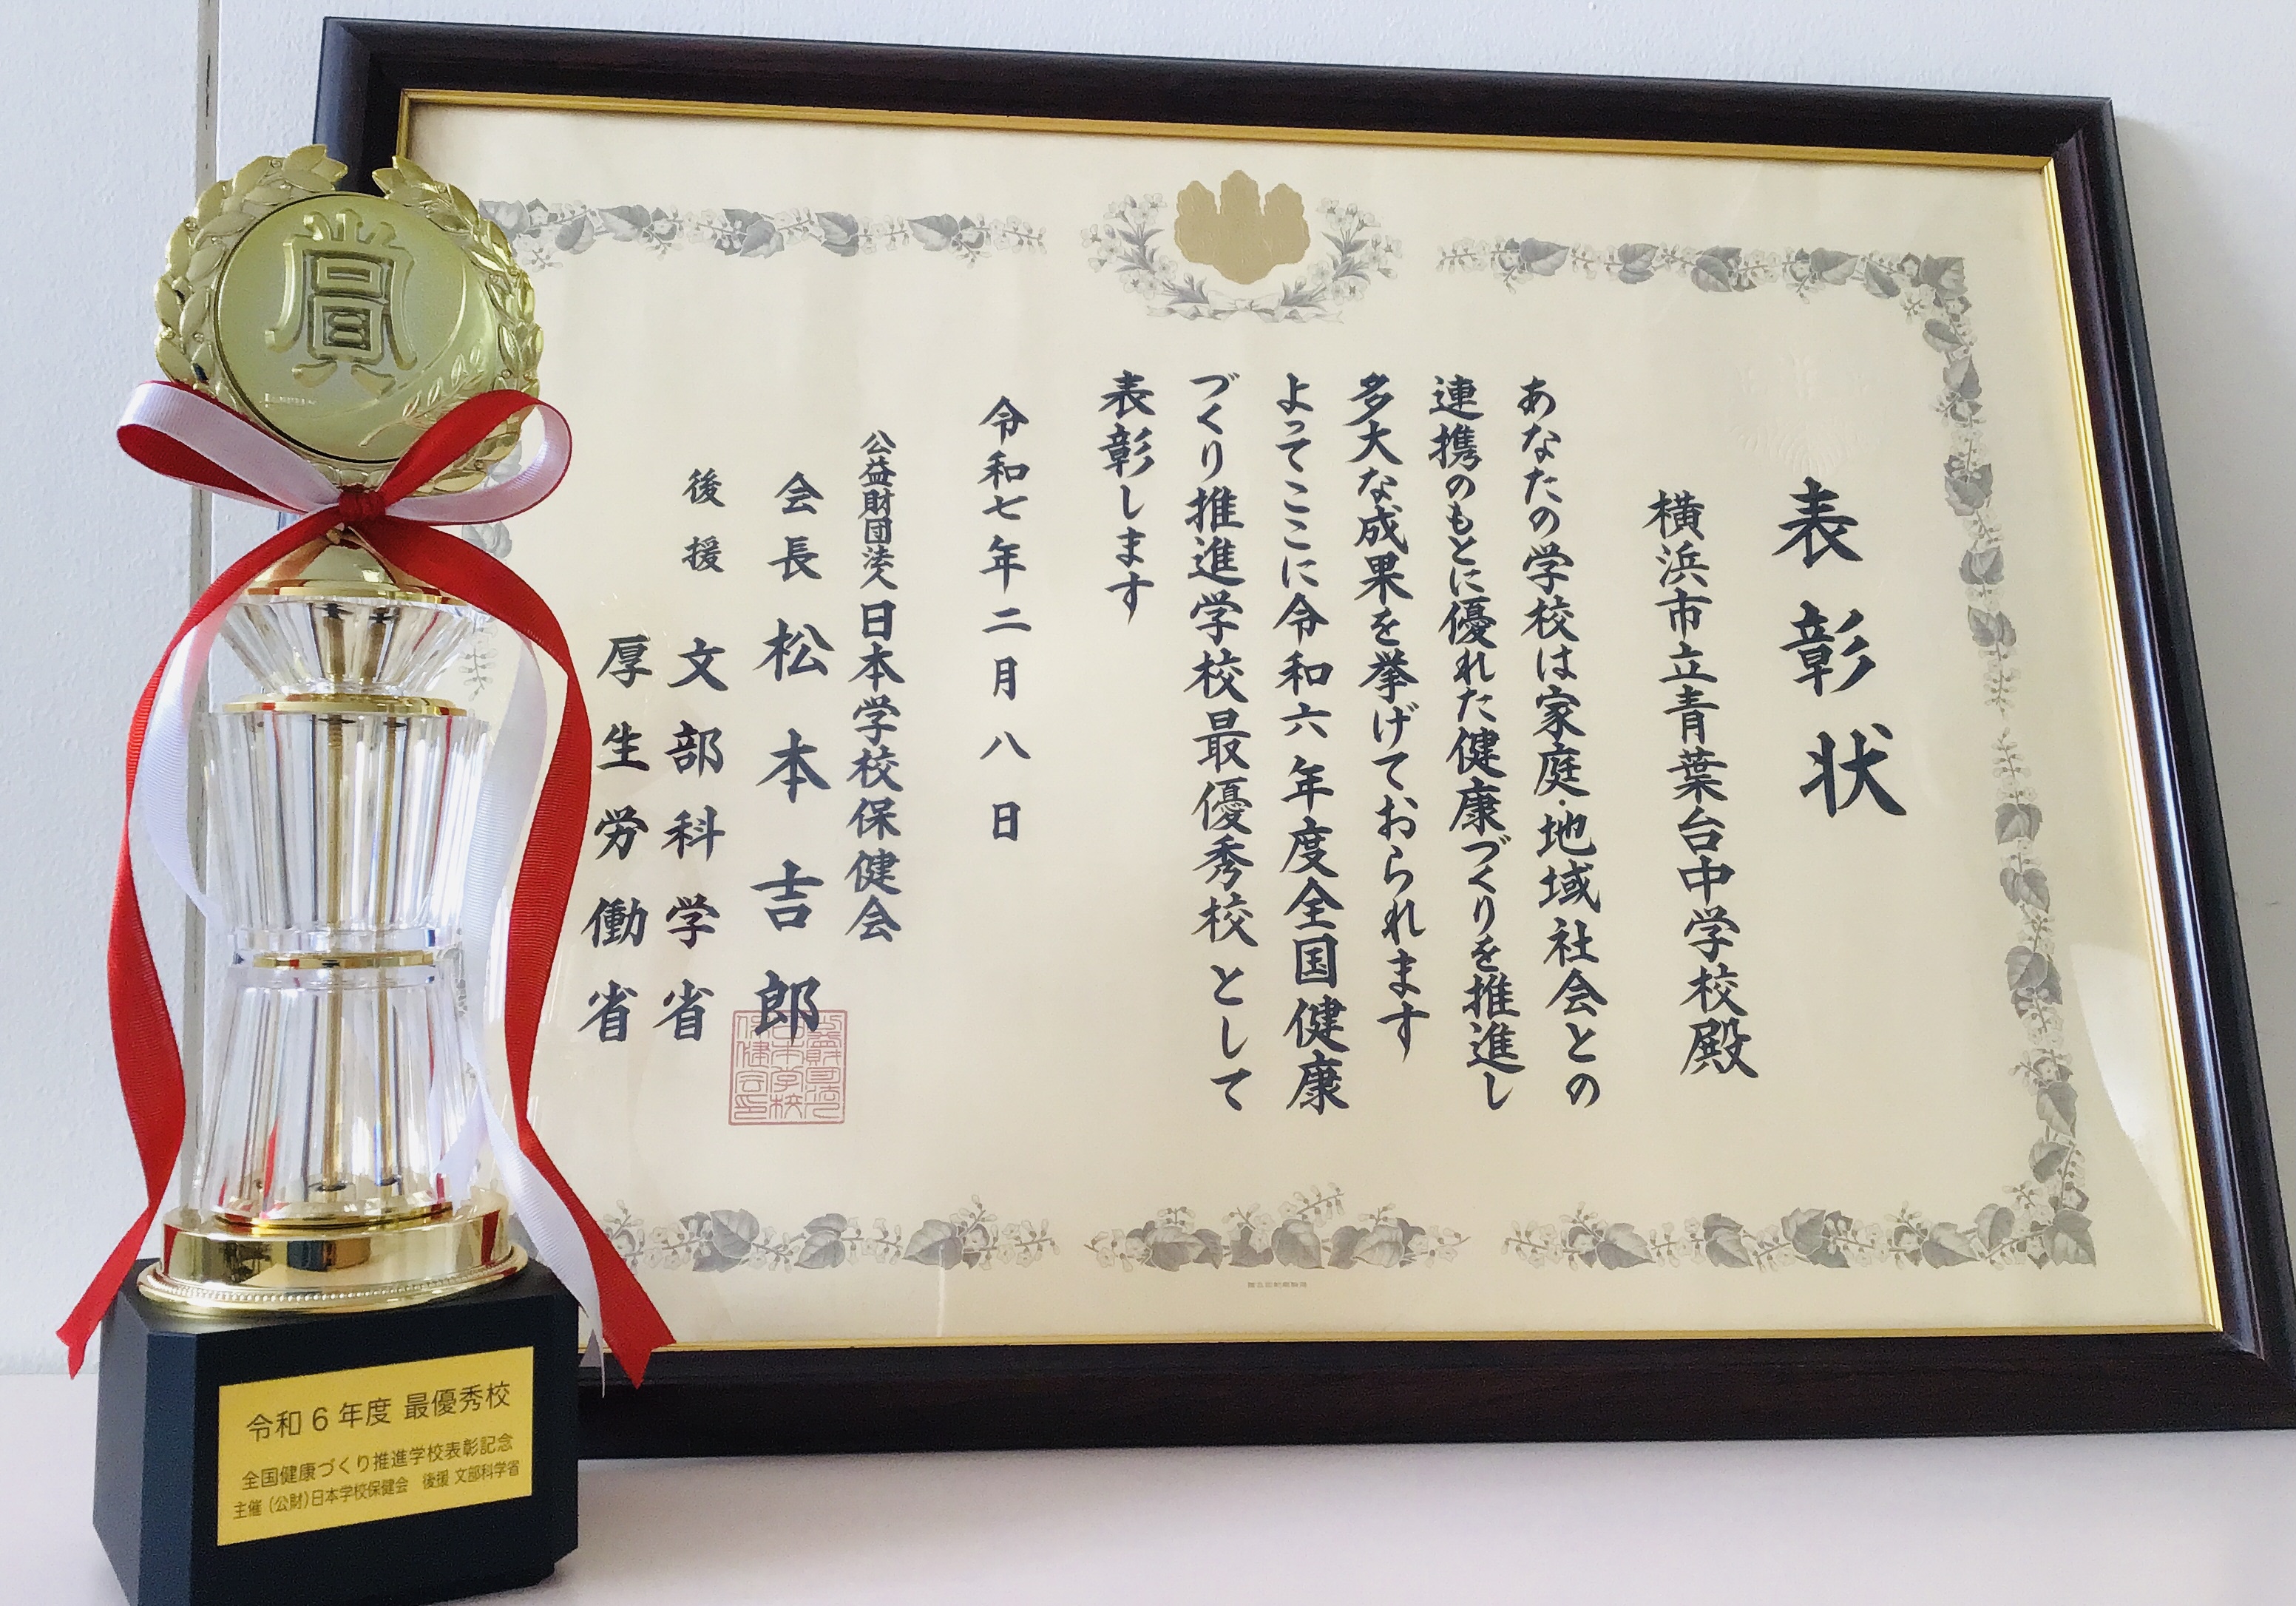 表彰状
横浜市立青葉台中学校殿
あなたの学校は家庭・地域社会との
連携のもとに優れた健康づくりを推進し
多大な成果を挙げておられます
よってここに令和六年度全国健康
づくり推進学校最優秀校として
表彰します
令和七年二月八日
公益財団法人日本学校保健会
会長 松本吉郎
後援 文部科学省
厚生労働省
賞
令和6年度 最優秀校
全国健康づくり推進学校表彰記念
主催 (公財)日本学校保健会 後援 文部科学省